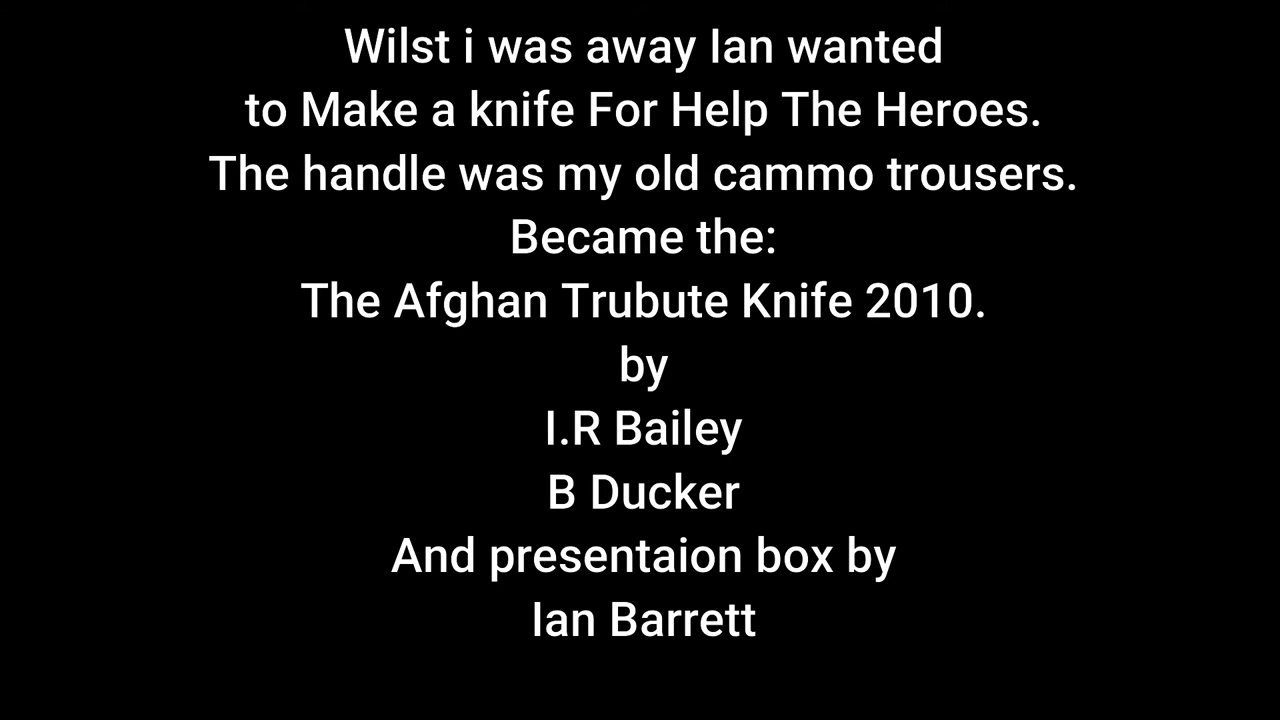 Wilst i was away Ian wanted
to Make a knife For Help The Heroes.
The handle was my old cammo trousers.
Became the:
The Afghan Trubute Knife 2010.
by
I.R Bailey
B Ducker
And presentaion box by
Ian Barrett